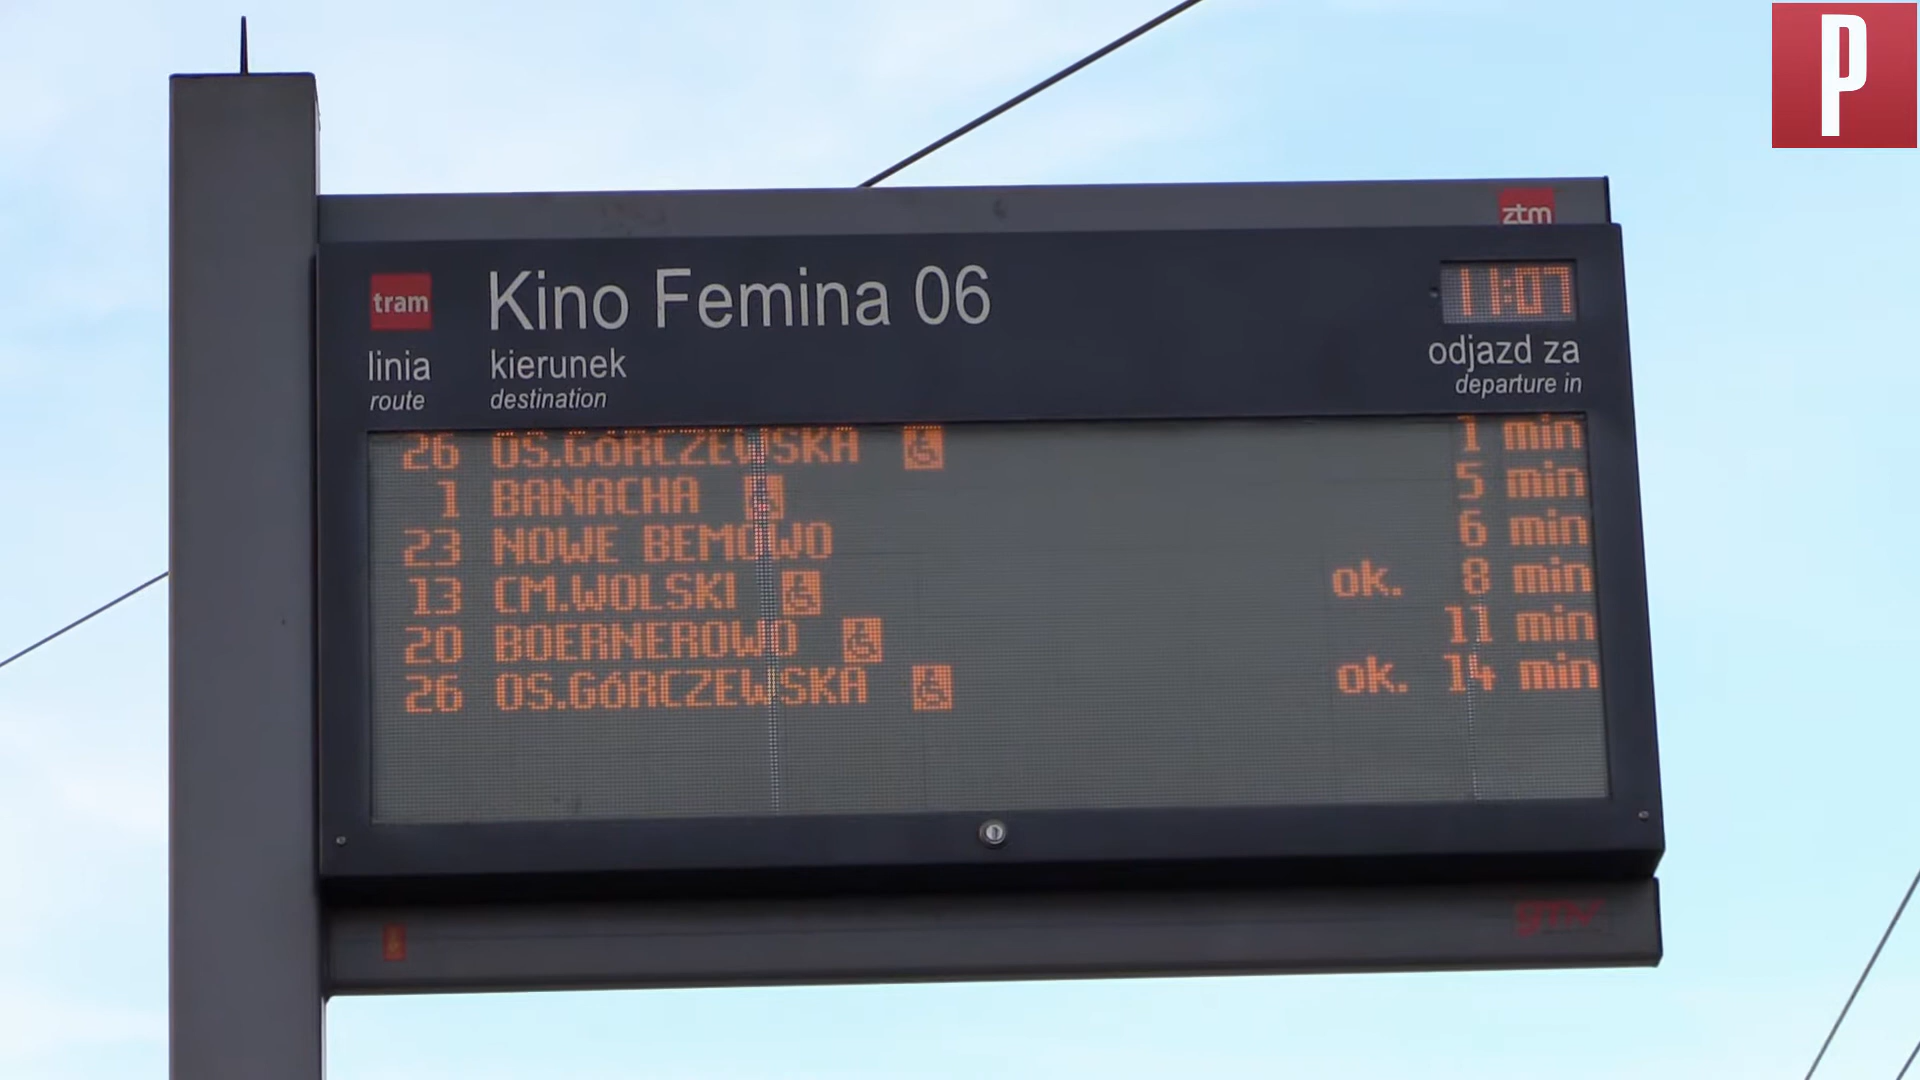 P
ztm
tram Kino Femina 06 11:07
linia kierunek odjazd za
route destination departure in
26 OS.GÓRCZEWSKA 1 min
1 BANACHA 5 min
23 NOWE BEMOWO 6 min
13 CM.WOLSKI ok. 8 min
20 BOERNEROWO 11 min
26 OS.GÓRCZEWSKA ok. 14 min
gmv